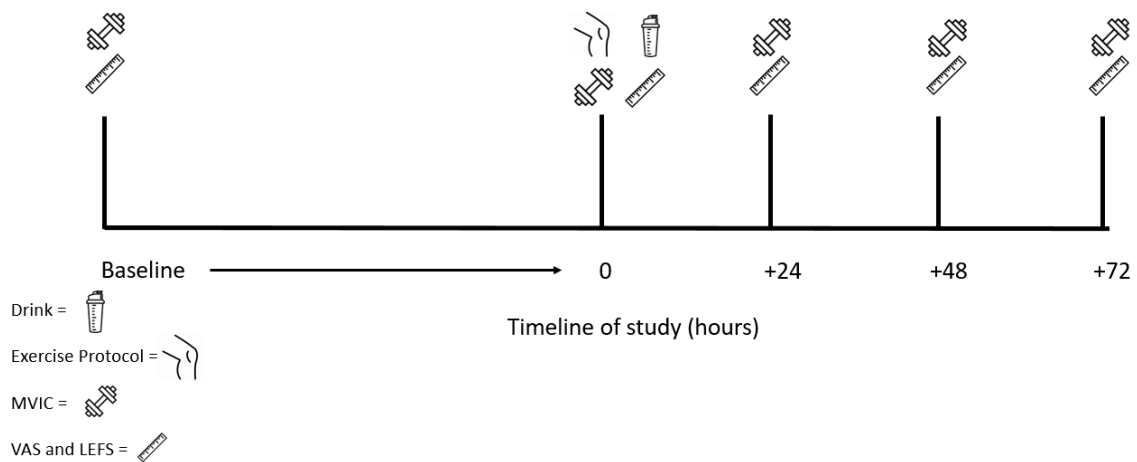 Baseline 0 +24 +48 +72
Timeline of study (hours)
Drink =
Exercise Protocol =
MVIC =
VAS and LEFS =